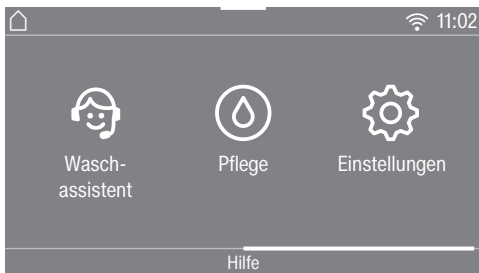 11:02
Wasch-
assistent
Pflege
Einstellungen
Hilfe